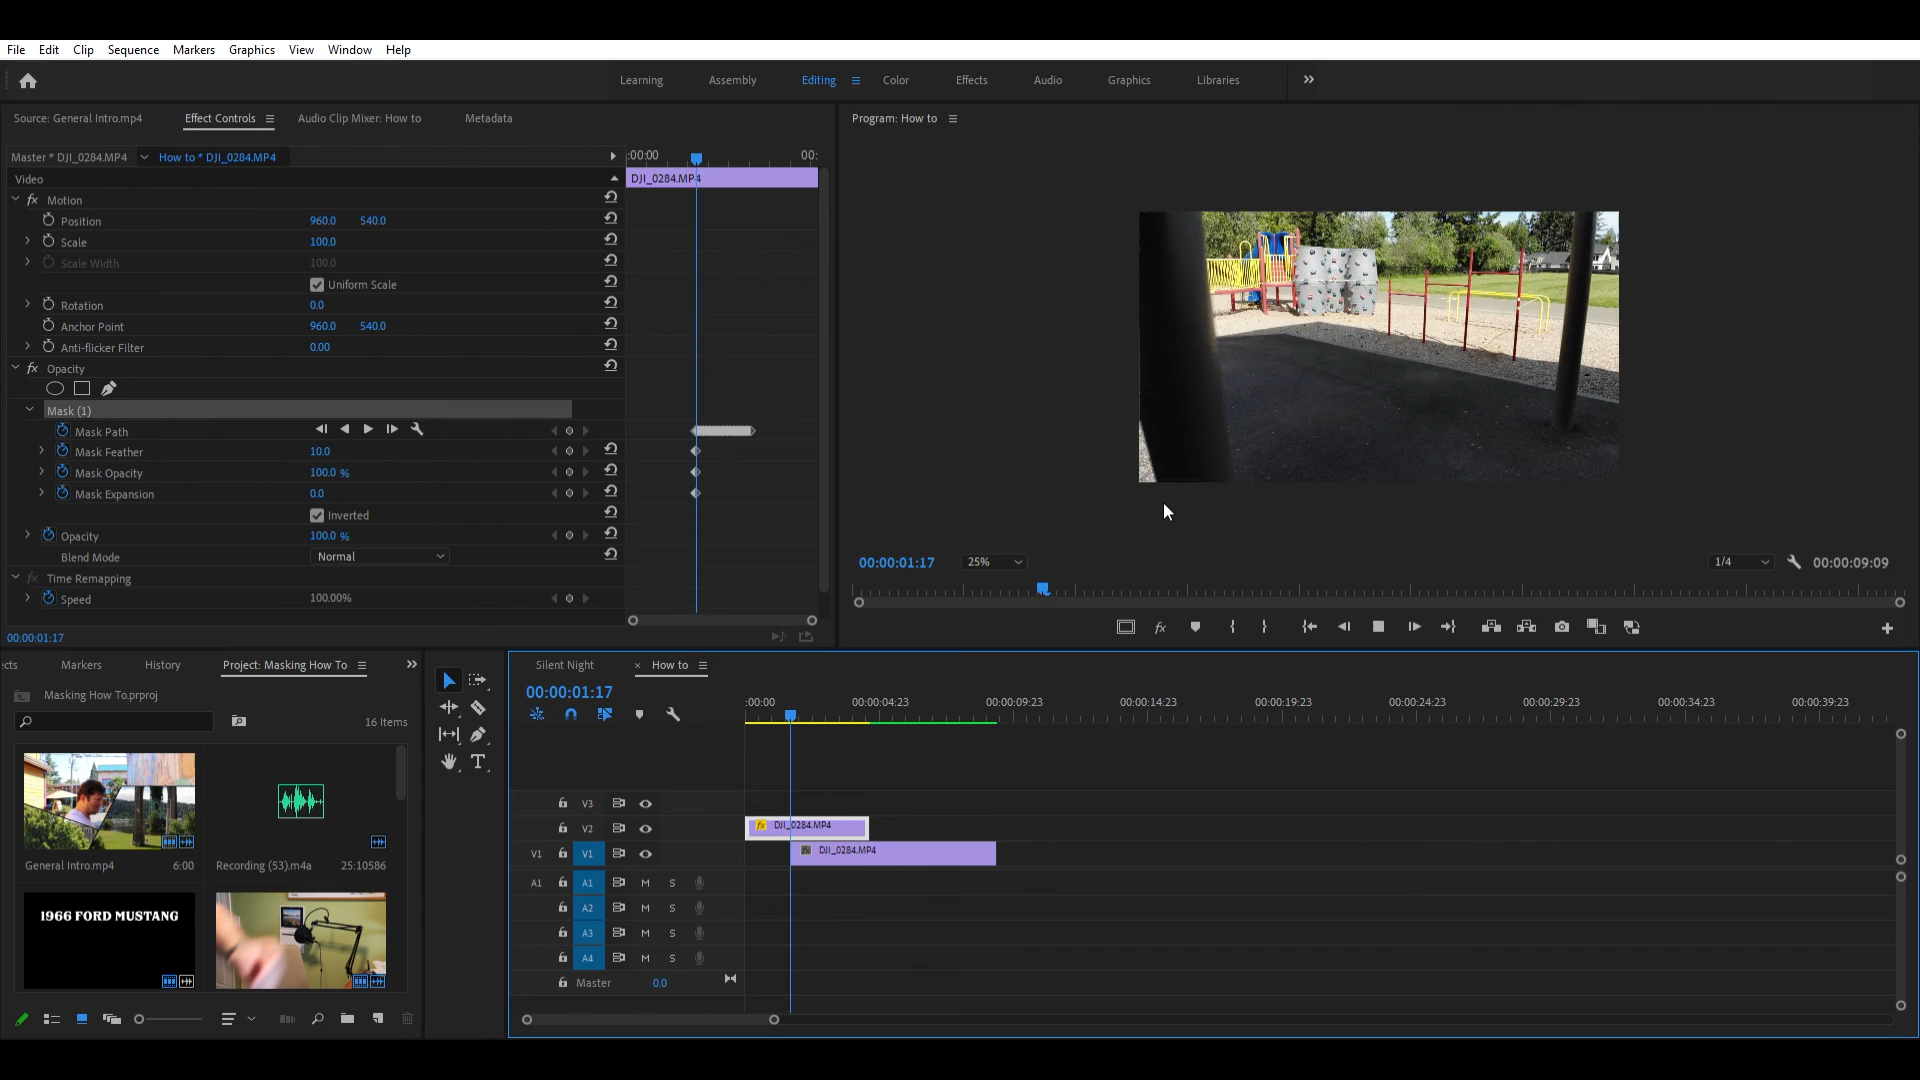 File Edit Clip Sequence Markers Graphics View Window Help
Learning Assembly Editing Color Effects Audio Graphics Libraries
Source: General Intro.mp4 Effect Controls Audio Clip Mixer: How to Metadata
Program: How to
Master * DJI_0284.MP4 How to * DJI_0284.MP4
:00:00 00:
Video
DJI_0284.MP4
fx Motion
Position 960.0 540.0
Scale 100.0
Scale Width 100.0
Uniform Scale
Rotation 0.0
Anchor Point 960.0 540.0
Anti-flicker Filter 0.00
fx Opacity
Mask (1)
Mask Path
Mask Feather 10.0
Mask Opacity 100.0 %
Mask Expansion 0.0
Inverted
Opacity 100.0 %
Blend Mode Normal
fx Time Remapping
Speed 100.00%
00:00:01:17
00:00:01:17 25% 1/4 00:00:09:09
fx
ects Markers History Project: Masking How To
Masking How To.prproj
16 Items
General Intro.mp4 6:00
Recording (53).m4a 25:10586
1966 FORD MUSTANG
T
Silent Night × How to
00:00:01:17
:00:00 00:00:04:23 00:00:09:23 00:00:14:23 00:00:19:23 00:00:24:23 00:00:29:23 00:00:34:23 00:00:39:23
V3
V2 fx DJI_0284.MP4
V1 V1 fx DJI_0284.MP4
A1 A1 M S
A2 M S
A3 M S
A4 M S
Master 0.0